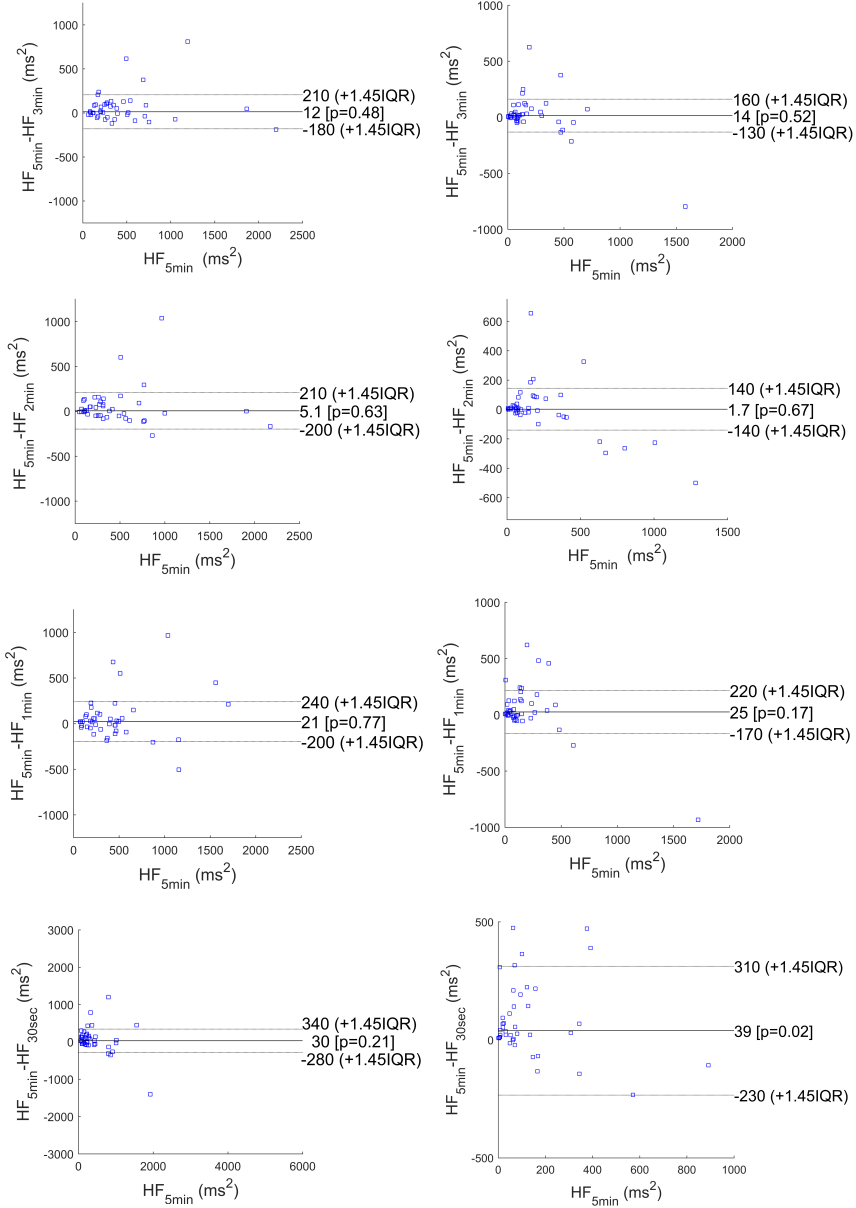 HF5min-HF3min (ms2)
1000
500
0
-500
-1000
210 (+1.45IQR)
12 [p=0.48]
-180 (+1.45IQR)
0 500 1000 1500 2000 2500
HF5min (ms2)
HF5min-HF3min (ms2)
1000
500
0
-500
-1000
160 (+1.45IQR)
14 [p=0.52]
-130 (+1.45IQR)
0 500 1000 1500 2000
HF5min (ms2)
HF5min-HF2min (ms2)
1000
500
0
-500
-1000
210 (+1.45IQR)
5.1 [p=0.63]
-200 (+1.45IQR)
0 500 1000 1500 2000 2500
HF5min (ms2)
HF5min-HF2min (ms2)
600
400
200
0
-200
-400
-600
140 (+1.45IQR)
1.7 [p=0.67]
-140 (+1.45IQR)
0 500 1000 1500
HF5min (ms2)
HF5min-HF1min (ms2)
1000
500
0
-500
-1000
240 (+1.45IQR)
21 [p=0.77]
-200 (+1.45IQR)
0 500 1000 1500 2000 2500
HF5min (ms2)
HF5min-HF1min (ms2)
1000
500
0
-500
-1000
220 (+1.45IQR)
25 [p=0.17]
-170 (+1.45IQR)
0 500 1000 1500 2000
HF5min (ms2)
HF5min-HF30sec (ms2)
3000
2000
1000
0
-1000
-2000
-3000
340 (+1.45IQR)
30 [p=0.21]
-280 (+1.45IQR)
0 2000 4000 6000
HF5min (ms2)
HF5min-HF30sec (ms2)
500
0
-500
310 (+1.45IQR)
39 [p=0.02]
-230 (+1.45IQR)
0 200 400 600 800 1000
HF5min (ms2)